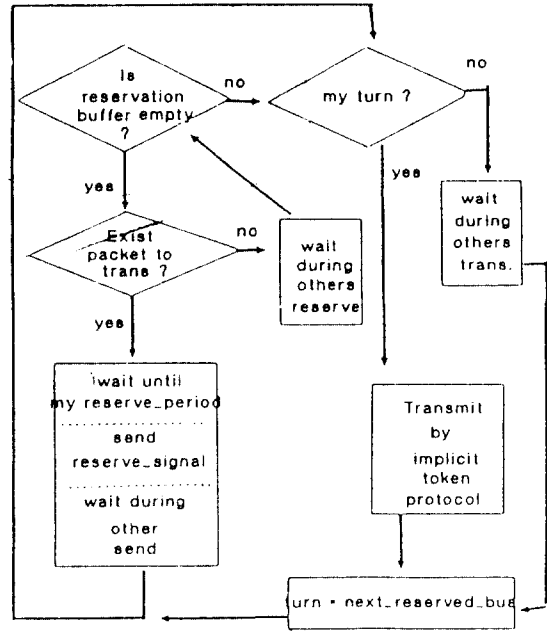 Is
reservation
buffer empty
?
no
my turn ?
no
yes
yes
wait
during
others
trans.
Exist
packet to
trans ?
no
wait
during
others
reserve
yes
wait until
my reserve_period
send
reserve_signal
wait during
other
send
Transmit
by
implicit
token
protocol
urn = next_reserved_bus